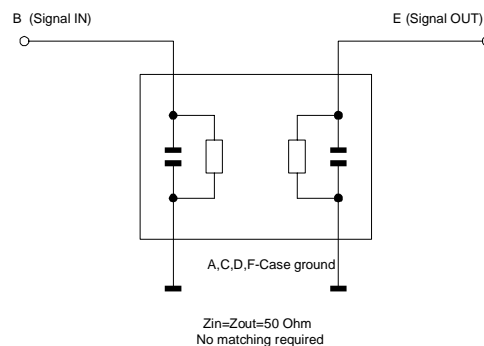 B (Signal IN)
E (Signal OUT)
A,C,D,F-Case ground
Zin=Zout=50 Ohm
No matching required